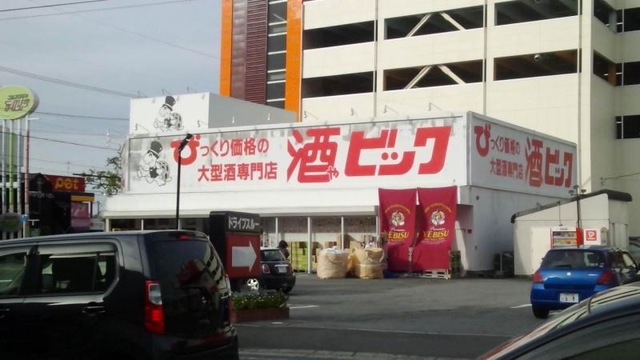 びっくり価格の
大型酒専門店
酒やビック
びっくり価格の
大型酒専門店
酒
ビック
pet
ドライブスルー
YEBISU
YEBISU